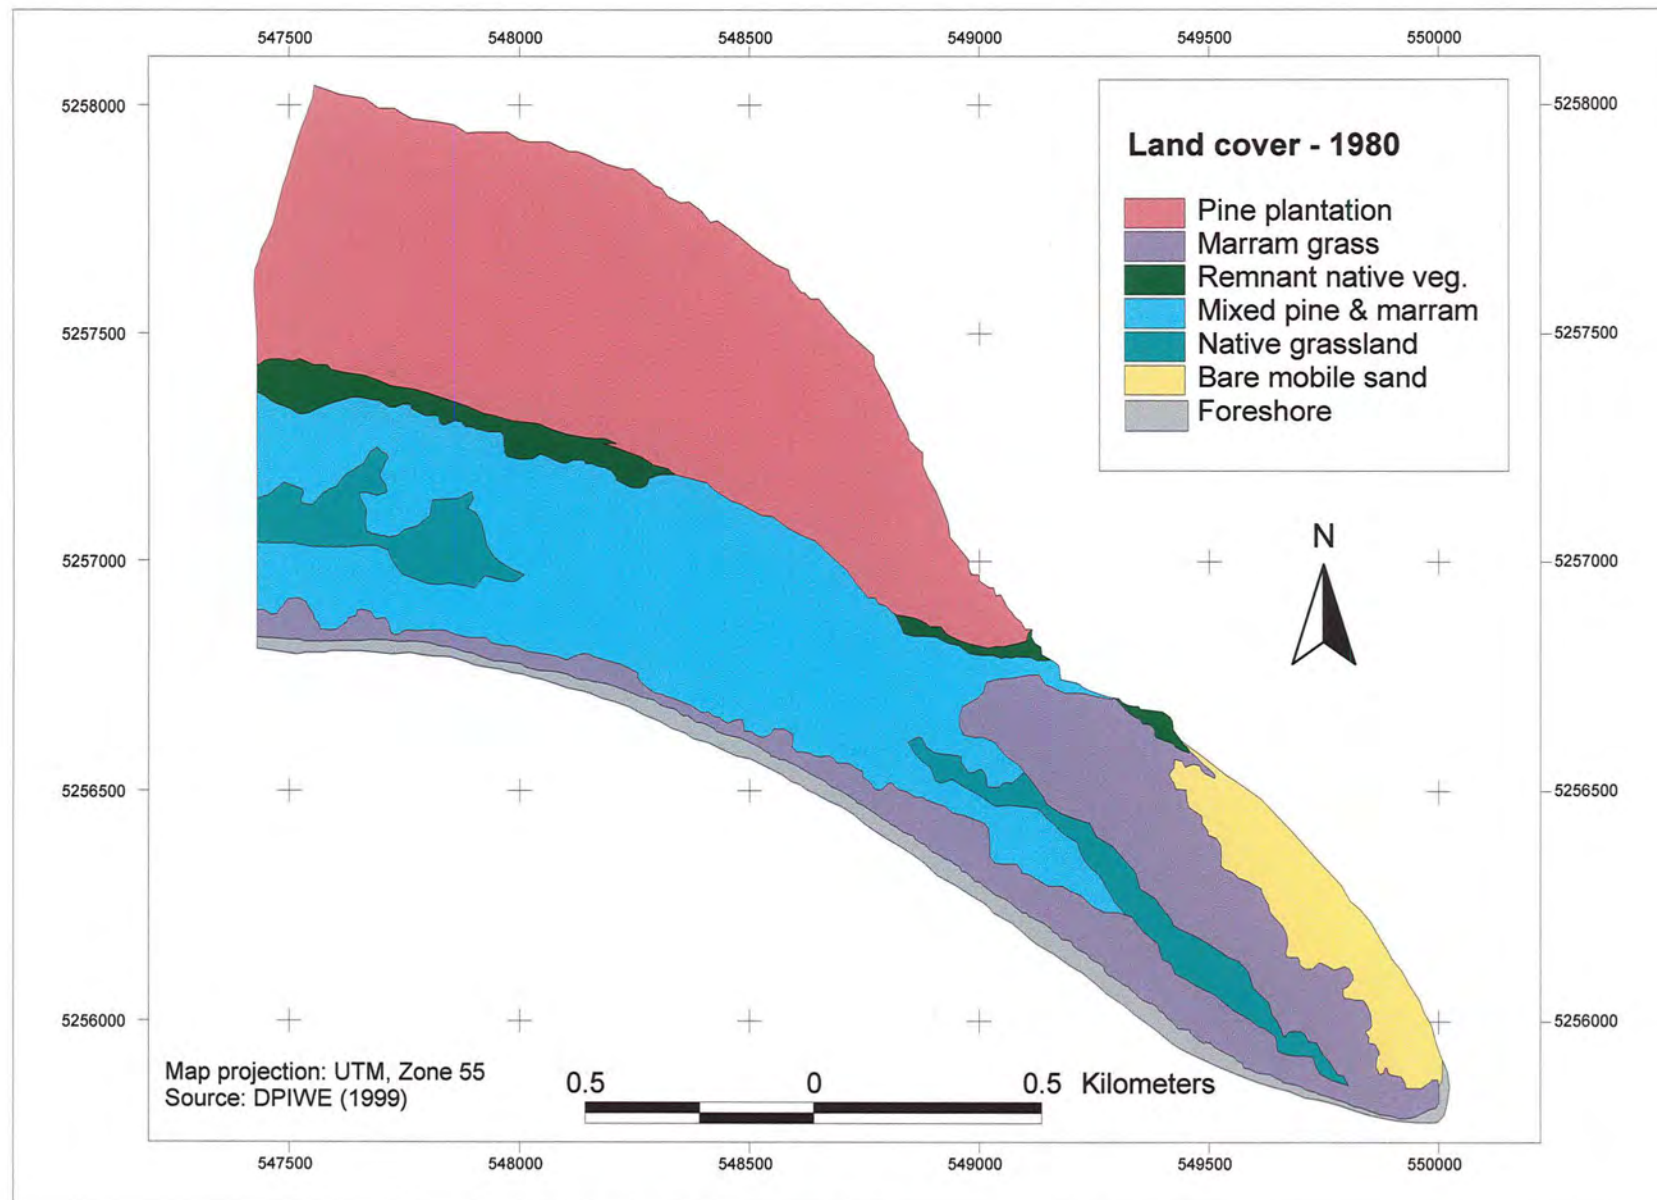 547500 548000 548500 549000 549500 550000
5258000 5258000
Land cover - 1980
Pine plantation
Marram grass
Remnant native veg.
Mixed pine & marram
Native grassland
Bare mobile sand
Foreshore
5257500 5257500
N
5257000 5257000
5256500 5256500
5256000 5256000
Map projection: UTM, Zone 55
Source: DPIWE (1999)
0.5 0 0.5 Kilometers
547500 548000 548500 549000 549500 550000